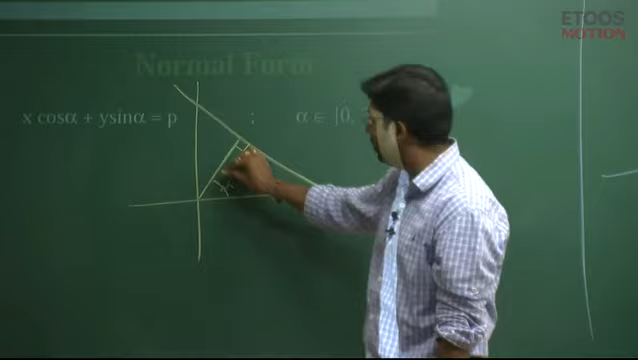 ETOOS
MOTION
Normal Form
x cosα + ysinα = p ; α ∈ [0,
α